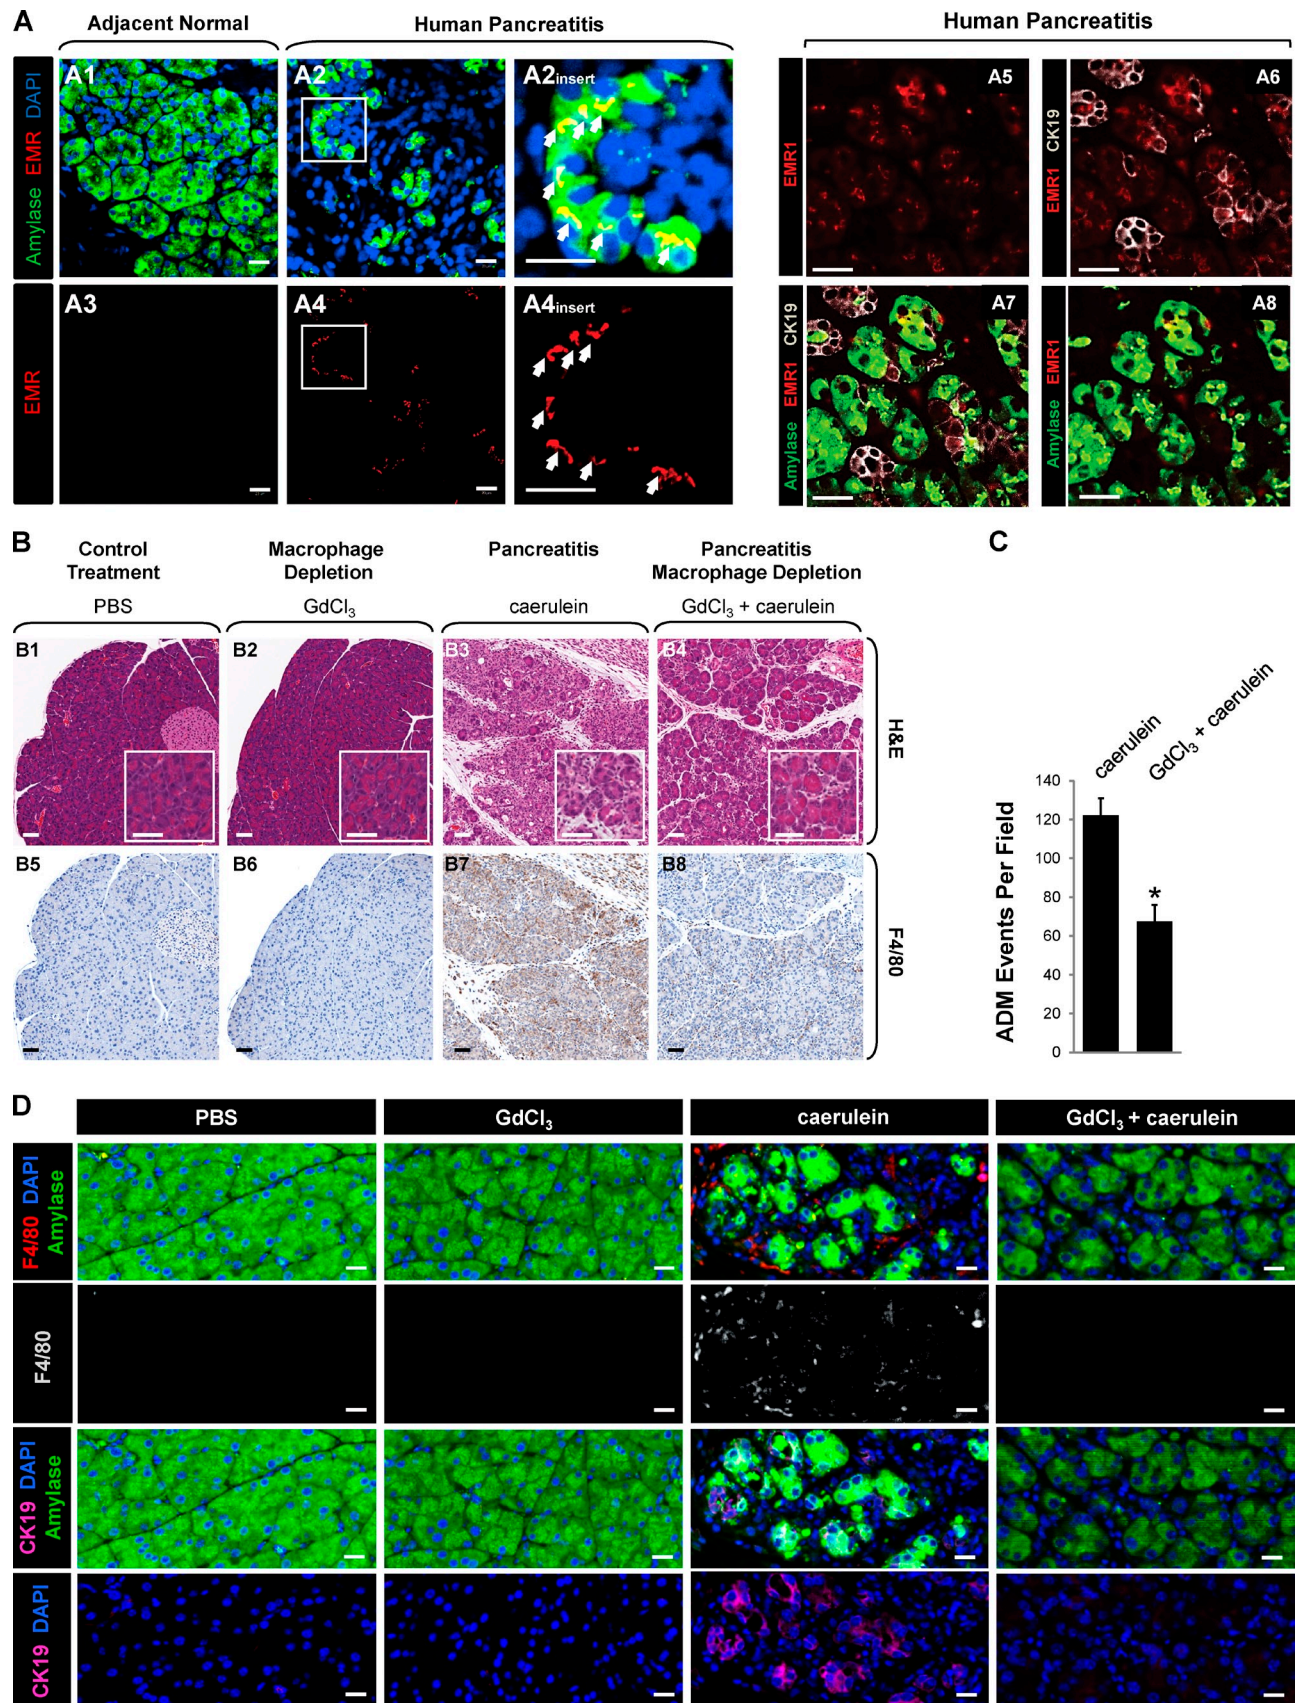 A
Adjacent Normal
Human Pancreatitis
Human Pancreatitis
Amylase EMR DAPI
A1
A2
A2insert
EMR
A3
A4
A4insert
EMR1
A5
EMR1 CK19
A6
Amylase EMR1 CK19
A7
Amylase EMR1
A8
B
Control
Treatment
Macrophage
Depletion
Pancreatitis
Pancreatitis
Macrophage Depletion
PBS
GdCl3
caerulein
GdCl3 + caerulein
B1
B2
B3
B4
H&E
B5
B6
B7
B8
F4/80
C
caerulein
GdCl3 + caerulein
ADM Events Per Field
140
120
100
80
60
40
20
0
*
D
PBS
GdCl3
caerulein
GdCl3 + caerulein
F4/80 DAPI
Amylase
F4/80
CK19 DAPI
Amylase
CK19 DAPI